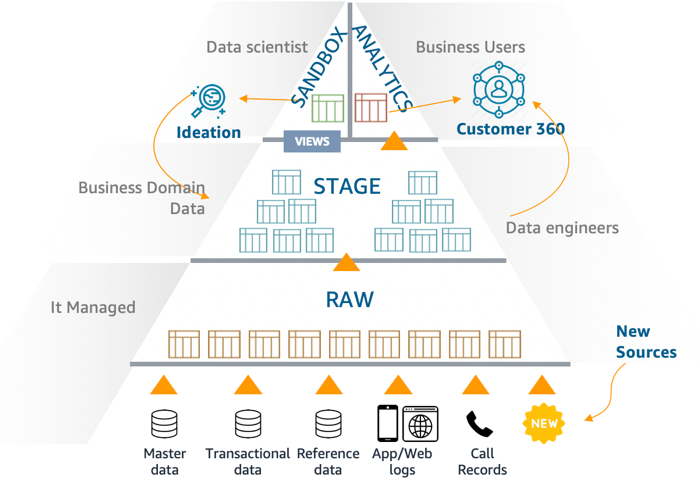 Data scientist
SANDBOX
ANALYTICS
Business Users
Ideation
Customer 360
VIEWS
Business Domain
Data
STAGE
Data engineers
It Managed
RAW
New
Sources
NEW
Master
data
Transactional
data
Reference
data
App/Web
logs
Call
Records